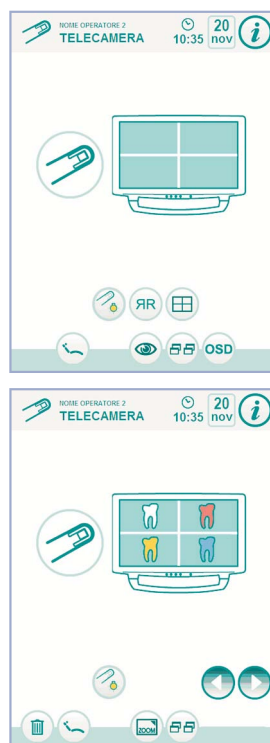 NOME OPERATORE 2
TELECAMERA
10:35
20
nov
i
ЯR
OSD
NOME OPERATORE 2
TELECAMERA
10:35
20
nov
i
ZOOM